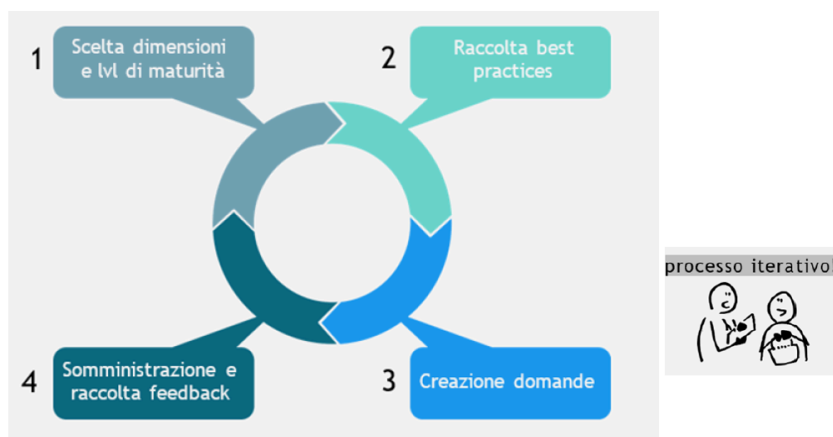 1
Scelta dimensioni
e lvl di maturità
2
Raccolta best
practices
3
Creazione domande
4
Somministrazione e
raccolta feedback
processo iterativo!